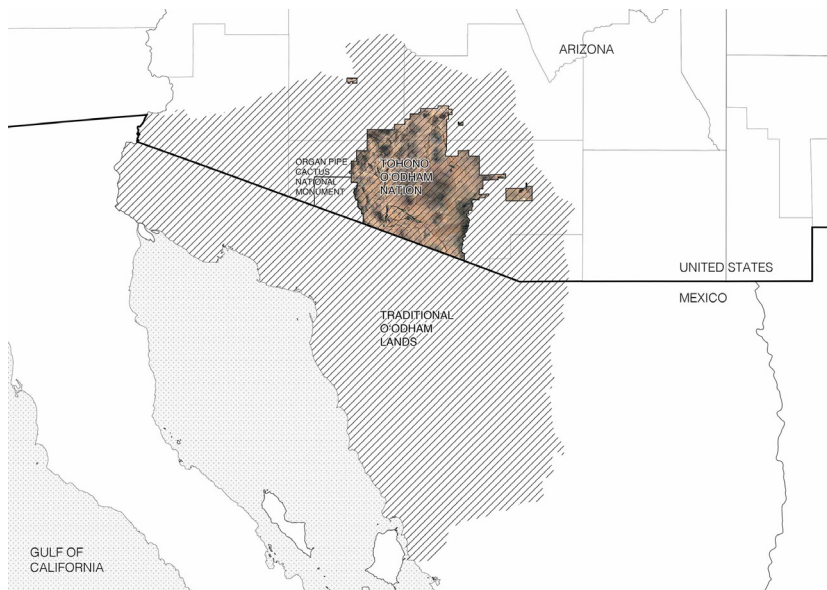 ARIZONA
ORGAN PIPE
CACTUS
NATIONAL
MONUMENT
TOHONO
O'ODHAM
NATION
UNITED STATES
MEXICO
TRADITIONAL
O'ODHAM
LANDS
GULF OF
CALIFORNIA